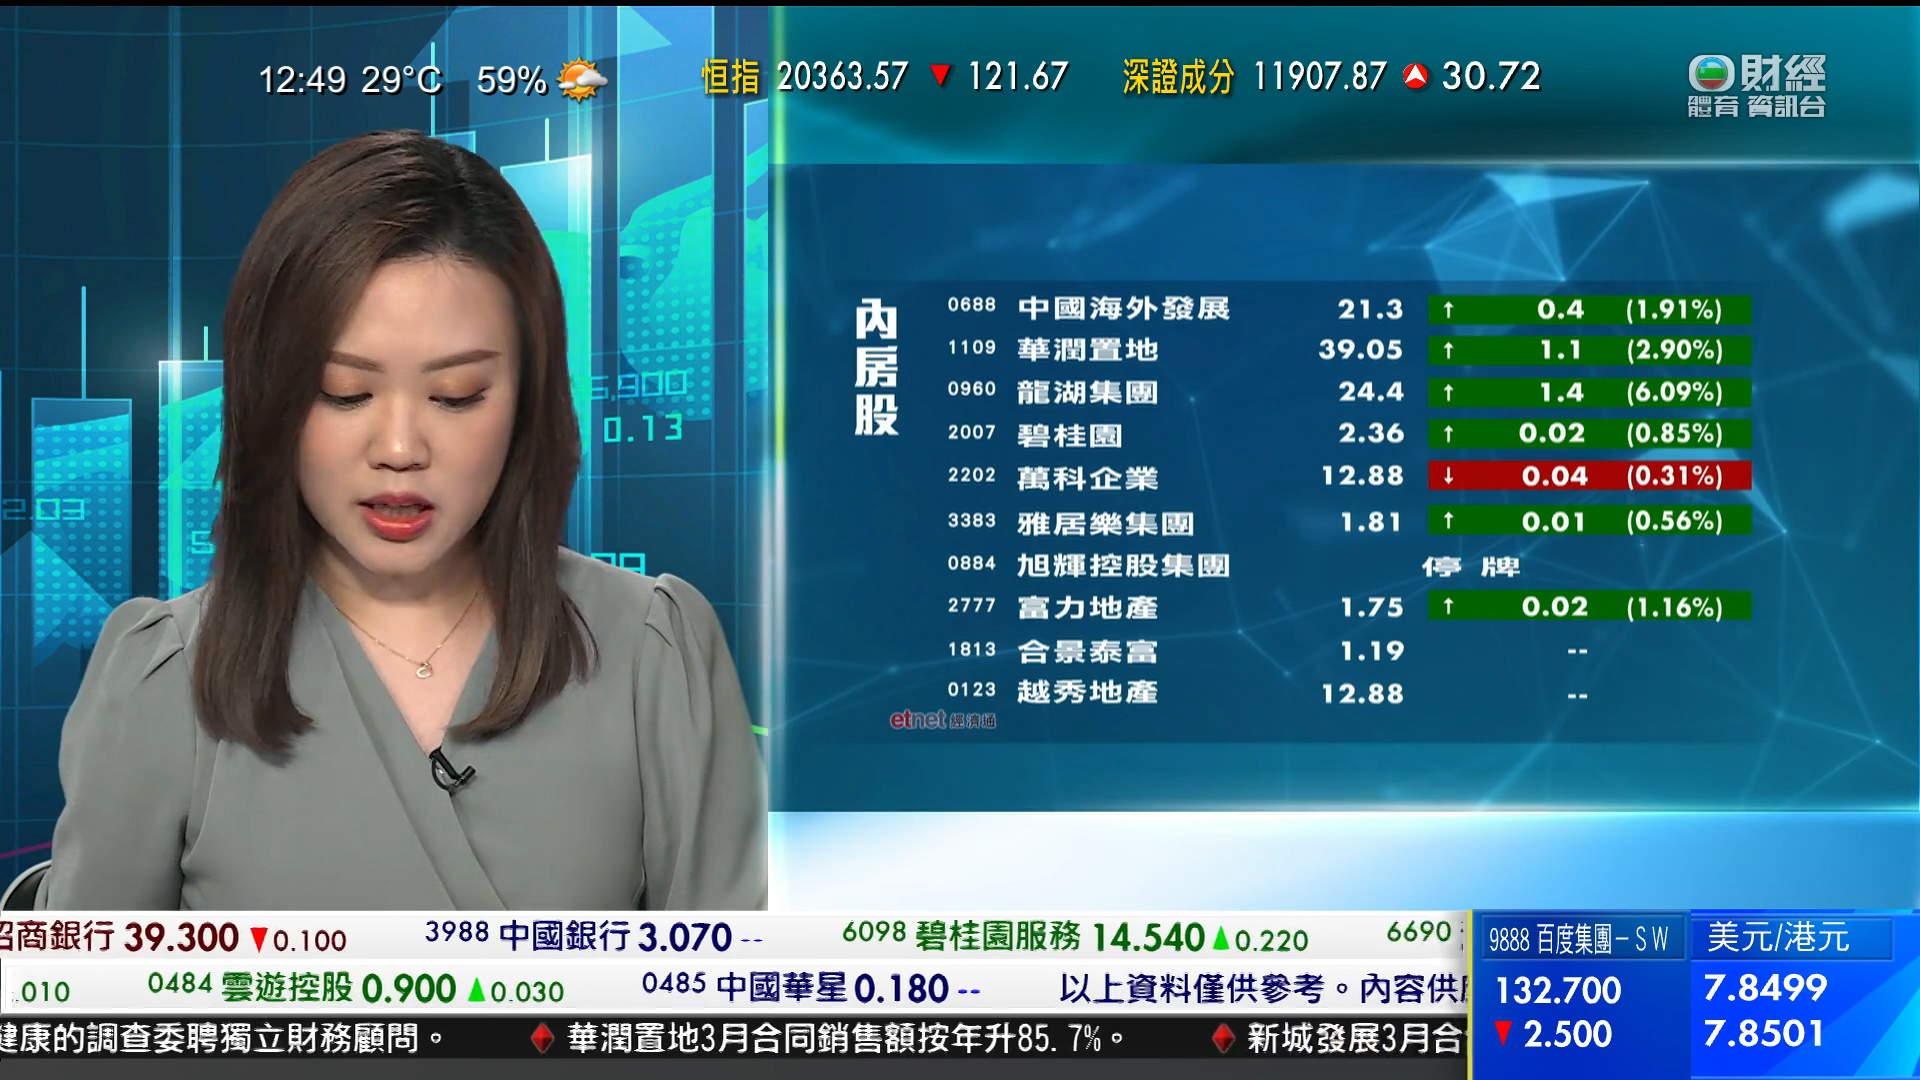 12:49 29°C 59%
恒指 20363.57 ▼ 121.67 深證成分 11907.87 ▲ 30.72
財經
體育 資訊台
內房股
0688 中國海外發展 21.3 ↑ 0.4 (1.91%)
1109 華潤置地 39.05 ↑ 1.1 (2.90%)
0960 龍湖集團 24.4 ↑ 1.4 (6.09%)
2007 碧桂園 2.36 ↑ 0.02 (0.85%)
2202 萬科企業 12.88 ↓ 0.04 (0.31%)
3383 雅居樂集團 1.81 ↑ 0.01 (0.56%)
0884 旭輝控股集團 停牌
2777 富力地產 1.75 ↑ 0.02 (1.16%)
1813 合景泰富 1.19 --
0123 越秀地產 12.88 --
etnet 經濟通
5,900
0.13
2.03
招商銀行 39.300 ▼ 0.100 3988 中國銀行 3.070 -- 6098 碧桂園服務 14.540 ▲ 0.220 6690
.010 0484 雲遊控股 0.900 ▲ 0.030 0485 中國華星 0.180 -- 以上資料僅供參考。內容供應
健康的調查委聘獨立財務顧問。 ◆ 華潤置地3月合同銷售額按年升85.7%。 ◆ 新城發展3月合
9888 百度集團－ＳＷ
132.700
▼ 2.500
美元/港元
7.8499
7.8501